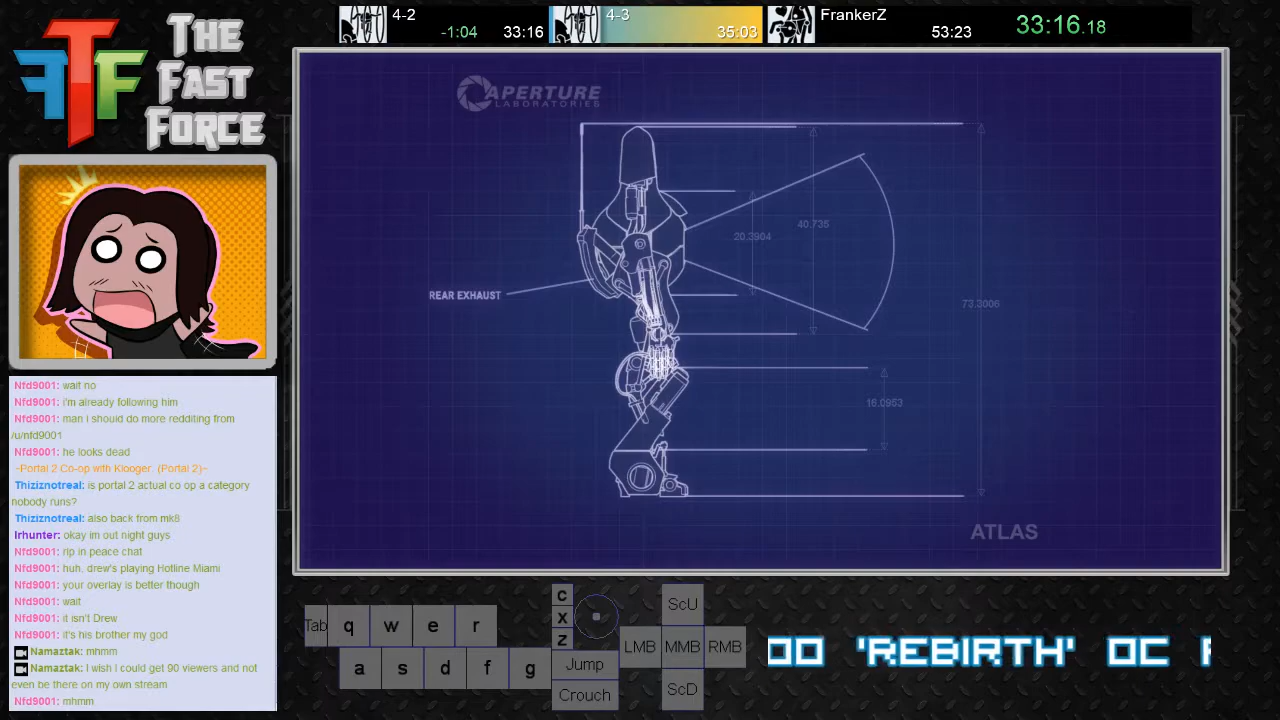 4-2
-1:04 33:16
4-3
35:03
FrankerZ
53:23
33:16.18
THE
FAST
FORCE
FTF
APERTURE
LABORATORIES
20.3904
40.735
73.3006
REAR EXHAUST
16.0953
ATLAS
Nfd9001: wait no
Nfd9001: i'm already following him
Nfd9001: man i should do more redditing from
/u/nfd9001
Nfd9001: he looks dead
~Portal 2 Co-op with Klooger. (Portal 2)~
Thiziznotreal: is portal 2 actual co op a category
nobody runs?
Thiziznotreal: also back from mk8
Irhunter: okay im out night guys
Nfd9001: rip in peace chat
Nfd9001: huh, drew's playing Hotline Miami
Nfd9001: your overlay is better though
Nfd9001: wait
Nfd9001: it isn't Drew
Nfd9001: it's his brother my god
Namaztak: mhmm
Namaztak: I wish I could get 90 viewers and not
even be there on my own stream
Nfd9001: mhmm
Tab q w e r
a s d f g
C
X
Z
Jump
Crouch
ScU
LMB MMB RMB
ScD
'REBIRTH' OC